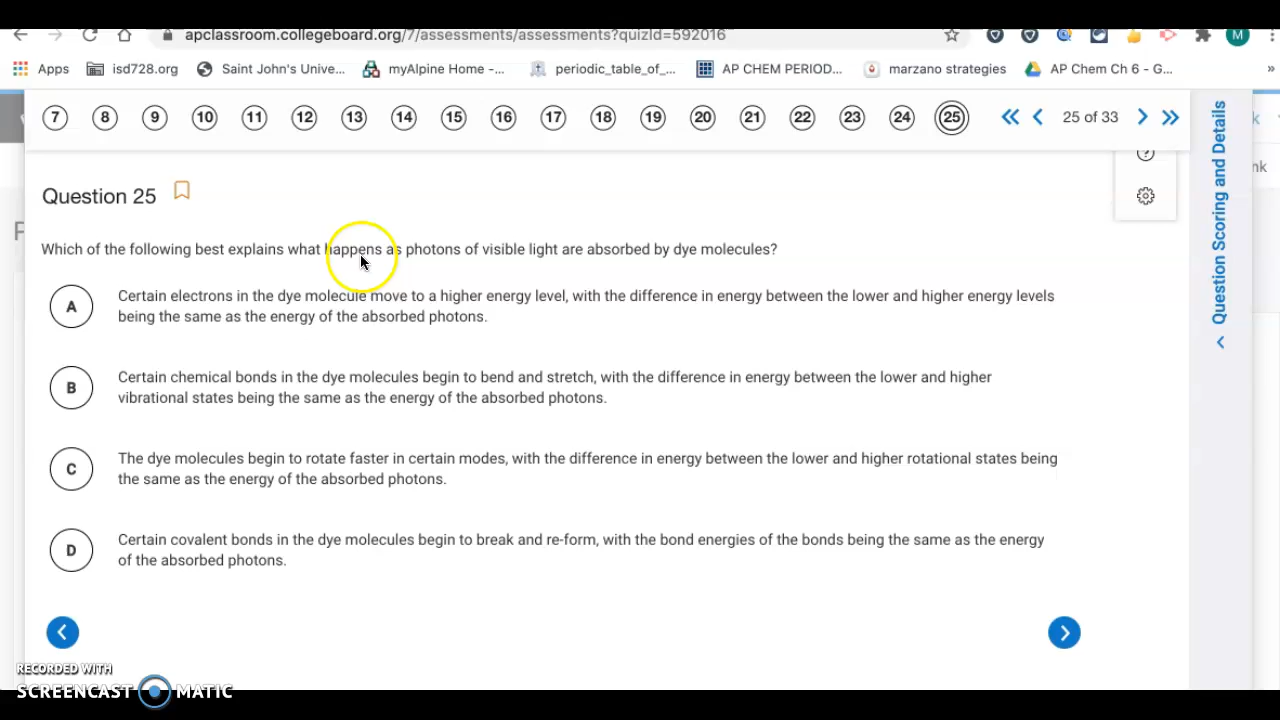 apclassroom.collegeboard.org/7/assessments/assessments?quizId=592016
M
Apps isd728.org Saint John's Unive... myAlpine Home -... periodic_table_of_... AP CHEM PERIOD... marzano strategies AP Chem Ch 6 - G... »
7 8 9 10 11 12 13 14 15 16 17 18 19 20 21 22 23 24 25 25 of 33
Question Scoring and Details
Question 25
Which of the following best explains what happens as photons of visible light are absorbed by dye molecules?
A
Certain electrons in the dye molecule move to a higher energy level, with the difference in energy between the lower and higher energy levels
being the same as the energy of the absorbed photons.
B
Certain chemical bonds in the dye molecules begin to bend and stretch, with the difference in energy between the lower and higher
vibrational states being the same as the energy of the absorbed photons.
C
The dye molecules begin to rotate faster in certain modes, with the difference in energy between the lower and higher rotational states being
the same as the energy of the absorbed photons.
D
Certain covalent bonds in the dye molecules begin to break and re-form, with the bond energies of the bonds being the same as the energy
of the absorbed photons.
RECORDED WITH
SCREENCAST MATIC